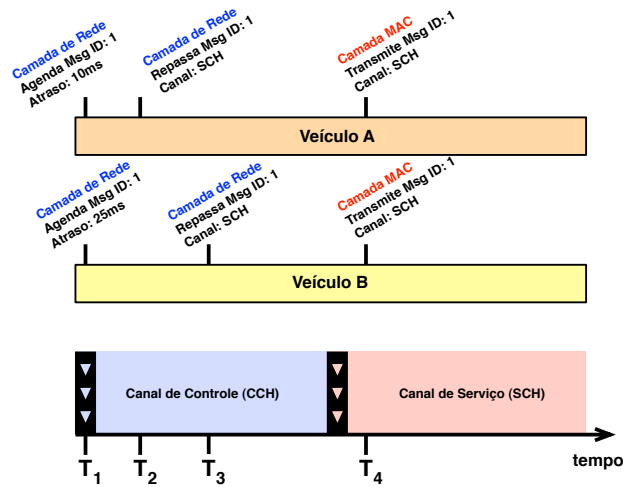 Camada de Rede
Agenda Msg ID: 1
Atraso: 10ms
Camada de Rede
Repassa Msg ID: 1
Canal: SCH
Camada MAC
Transmite Msg ID: 1
Canal: SCH
Veículo A
Camada de Rede
Agenda Msg ID: 1
Atraso: 25ms
Camada de Rede
Repassa Msg ID: 1
Canal: SCH
Camada MAC
Transmite Msg ID: 1
Canal: SCH
Veículo B
Canal de Controle (CCH)
Canal de Serviço (SCH)
T1
T2
T3
T4
tempo